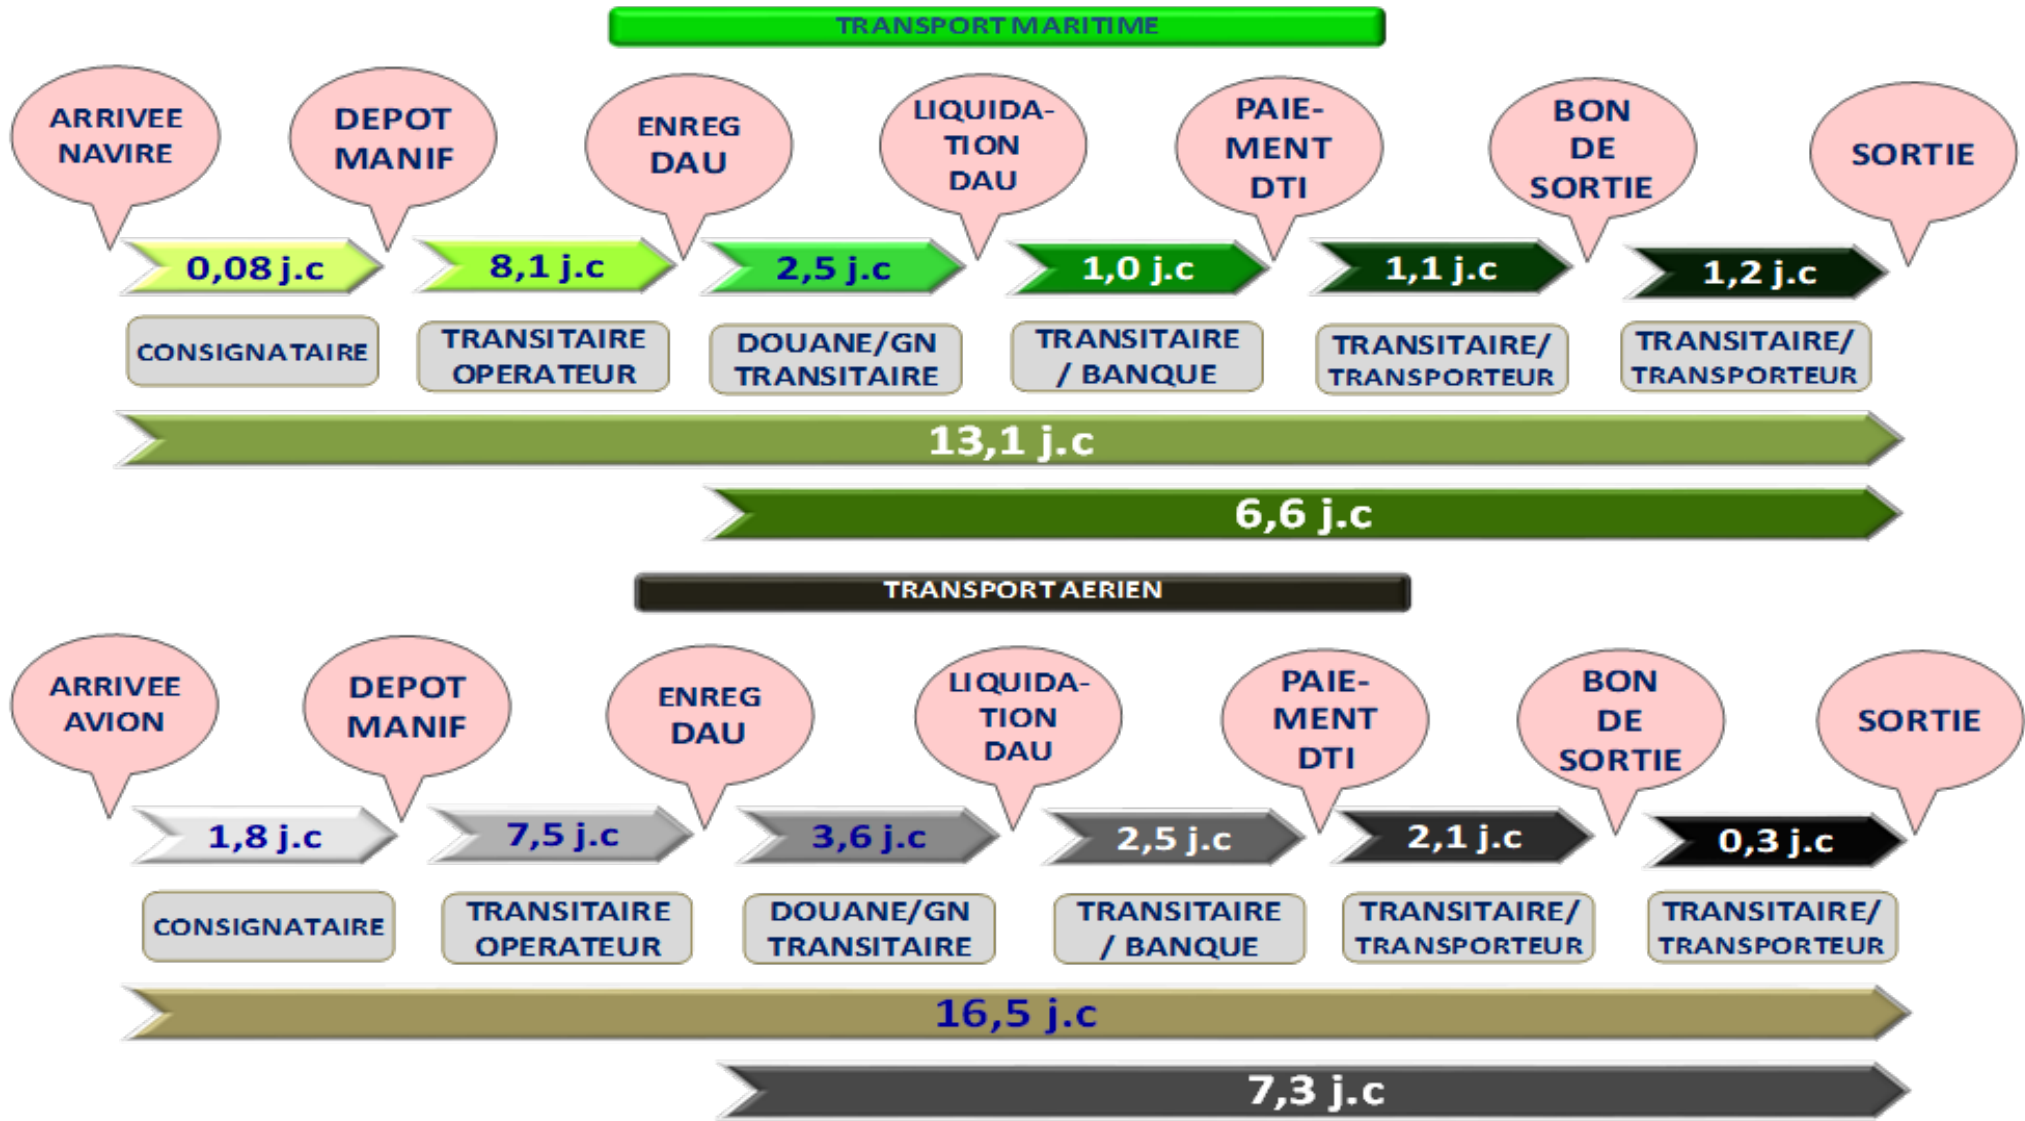 TRANSPORT MARITIME
ARRIVEE
NAVIRE
DEPOT
MANIF
ENREG
DAU
LIQUIDA-
TION
DAU
PAIE-
MENT
DTI
BON
DE
SORTIE
SORTIE
0,08 j.c
8,1 j.c
2,5 j.c
1,0 j.c
1,1 j.c
1,2 j.c
CONSIGNATAIRE
TRANSITAIRE
OPERATEUR
DOUANE/GN
TRANSITAIRE
TRANSITAIRE
/ BANQUE
TRANSITAIRE/
TRANSPORTEUR
TRANSITAIRE/
TRANSPORTEUR
13,1 j.c
6,6 j.c
TRANSPORT AERIEN
ARRIVEE
AVION
DEPOT
MANIF
ENREG
DAU
LIQUIDA-
TION
DAU
PAIE-
MENT
DTI
BON
DE
SORTIE
SORTIE
1,8 j.c
7,5 j.c
3,6 j.c
2,5 j.c
2,1 j.c
0,3 j.c
CONSIGNATAIRE
TRANSITAIRE
OPERATEUR
DOUANE/GN
TRANSITAIRE
TRANSITAIRE
/ BANQUE
TRANSITAIRE/
TRANSPORTEUR
TRANSITAIRE/
TRANSPORTEUR
16,5 j.c
7,3 j.c